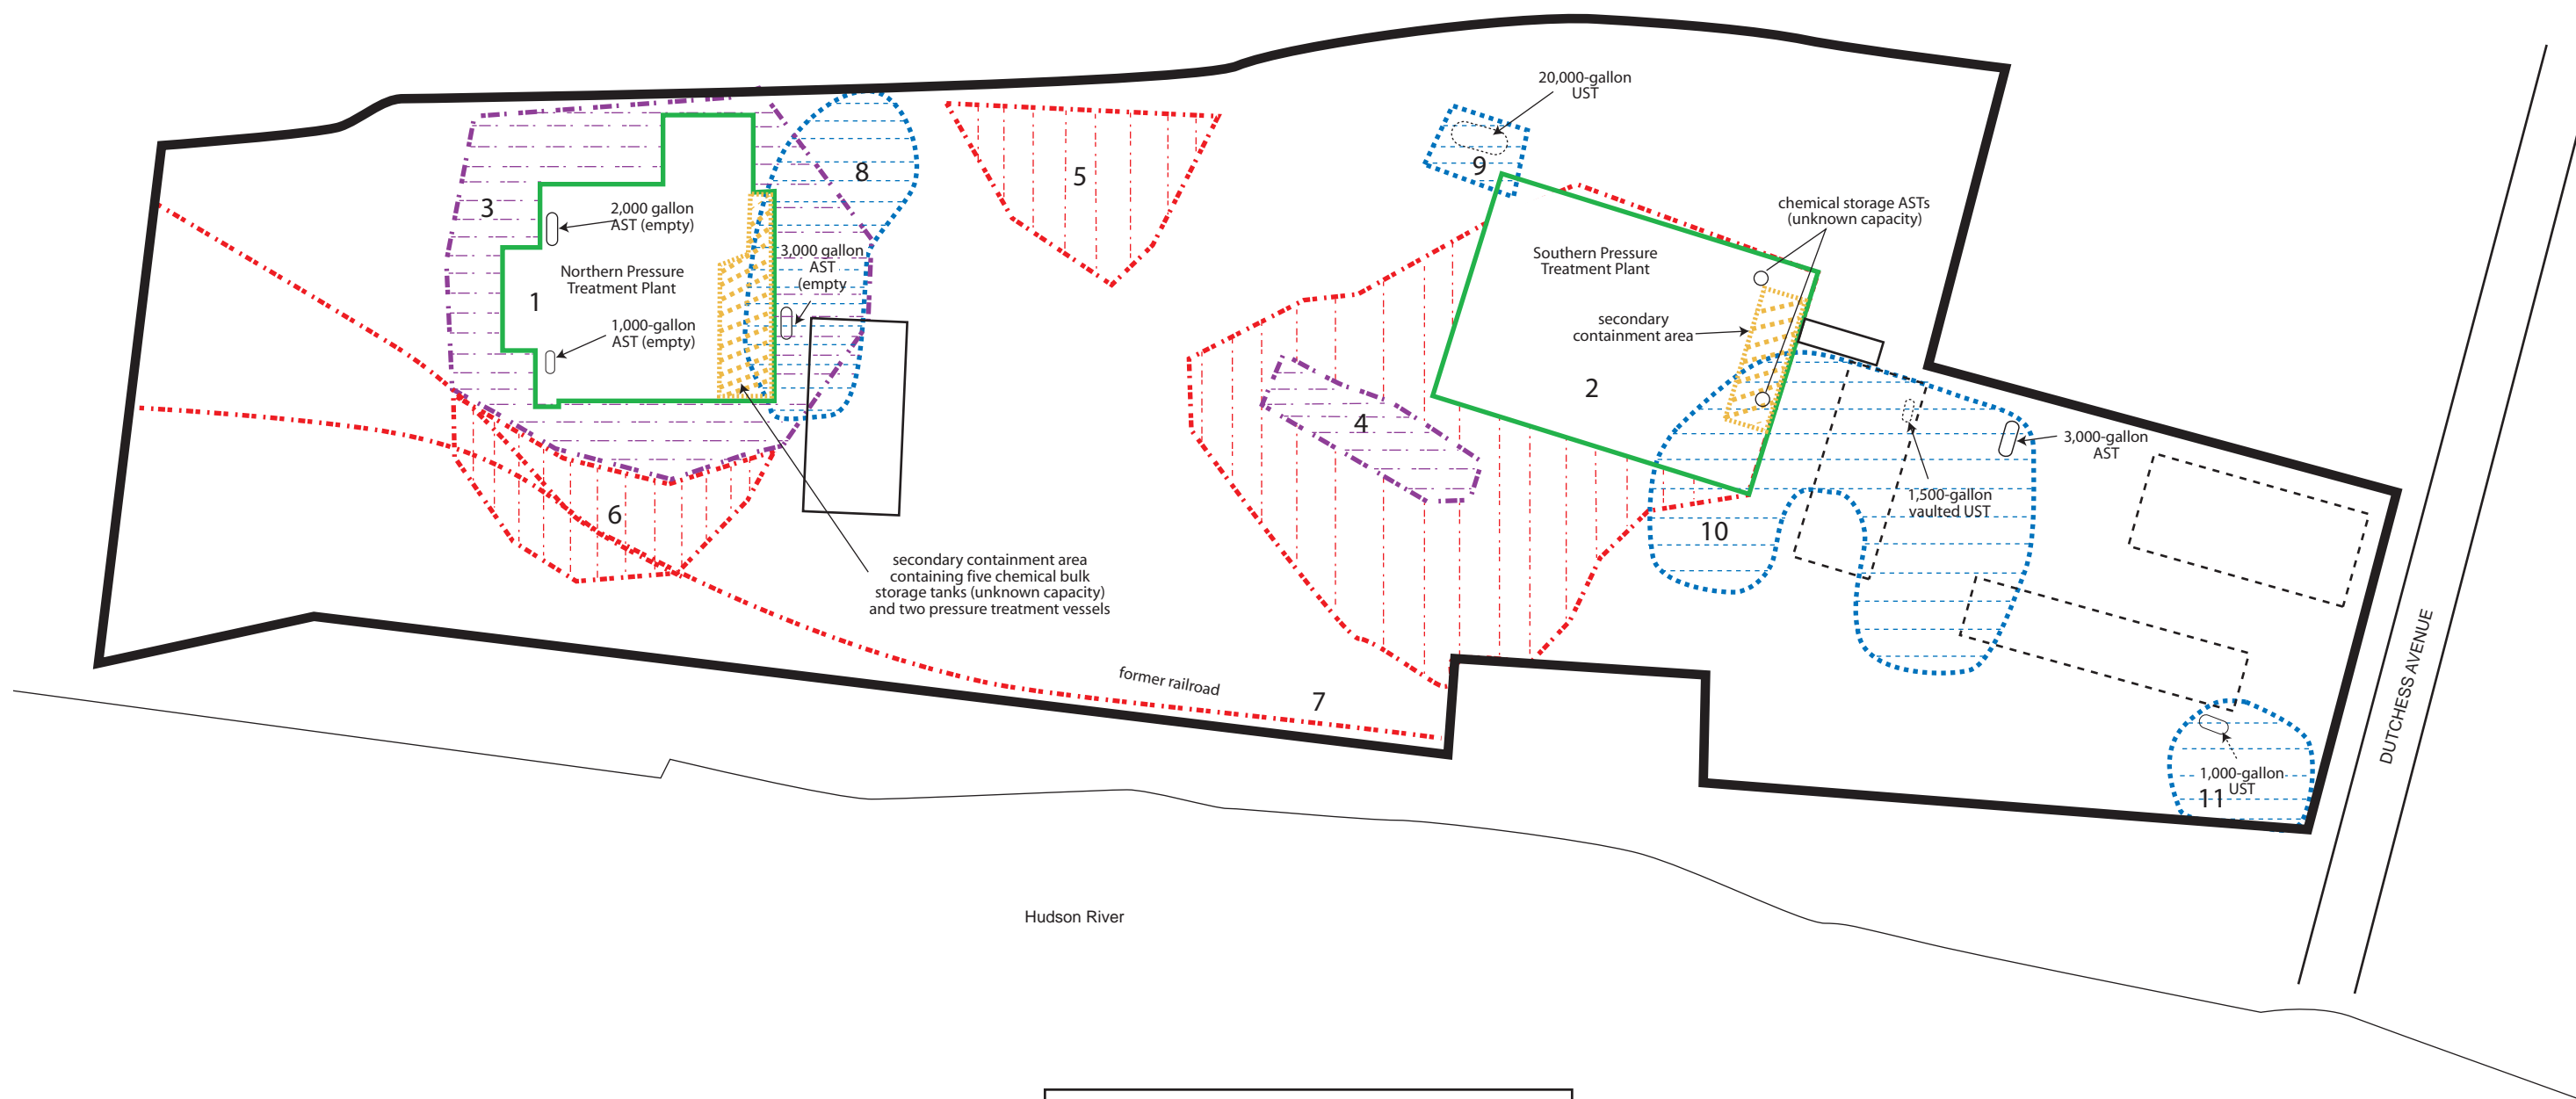 20,000-gallon
UST
9
8
5
3
2,000 gallon
AST (empty)
chemical storage ASTs
(unknown capacity)
3,000 gallon
AST
(empty
Southern Pressure
Treatment Plant
Northern Pressure
Treatment Plant
1
1,000-gallon
AST (empty)
secondary
containment area
2
4
3,000-gallon
AST
1,500-gallon
vaulted UST
6
10
secondary containment area
containing five chemical bulk
storage tanks (unknown capacity)
and two pressure treatment vessels
former railroad
7
DUTCHESS AVENUE
1,000-gallon
UST
11
Hudson River